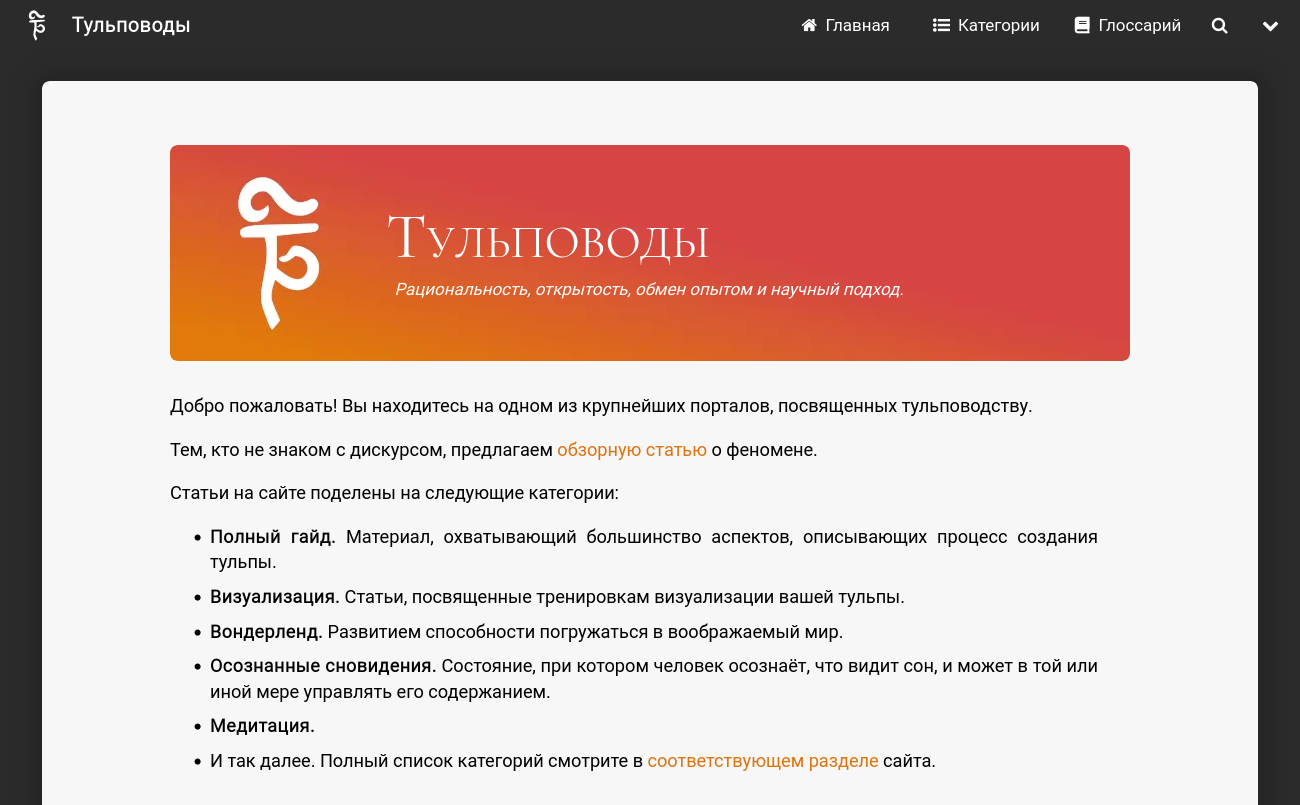 Тульповоды
Главная
Категории
Глоссарий
Тульповоды
Рациональность, открытость, обмен опытом и научный подход.
Добро пожаловать! Вы находитесь на одном из крупнейших порталов, посвященных тульповодству.
Тем, кто не знаком с дискурсом, предлагаем обзорную статью о феномене.
Статьи на сайте поделены на следующие категории:
• Полный гайд. Материал, охватывающий большинство аспектов, описывающих процесс создания
тульпы.
• Визуализация. Статьи, посвященные тренировкам визуализации вашей тульпы.
• Вондерленд. Развитием способности погружаться в воображаемый мир.
• Осознанные сновидения. Состояние, при котором человек осознаёт, что видит сон, и может в той или
иной мере управлять его содержанием.
• Медитация.
• И так далее. Полный список категорий смотрите в соответствующем разделе сайта.